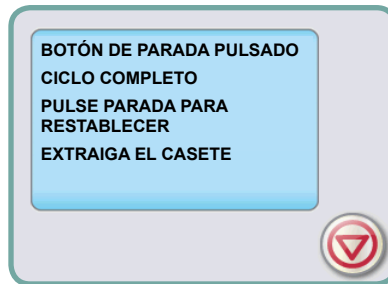 BOTÓN DE PARADA PULSADO
CICLO COMPLETO
PULSE PARADA PARA
RESTABLECER
EXTRAIGA EL CASETE